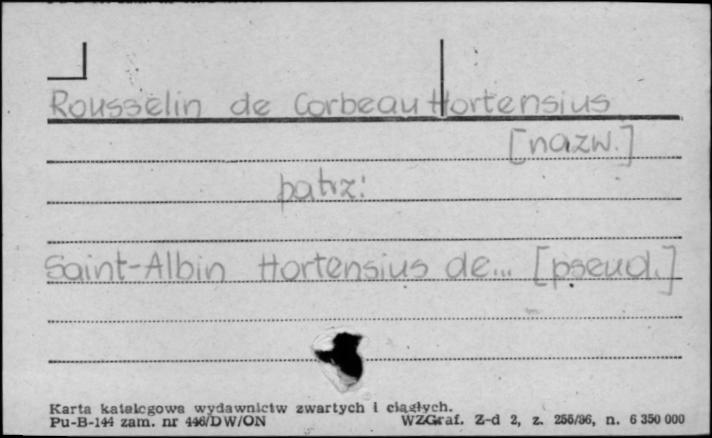 Rousselin de Corbeau Hortensius
[nazw.]
patrz:
Saint-Albin Hortensius de... [pseud.]
Karta katalogowa wydawnictw zwartych i ciągłych.
Pu-B-144 zam. nr 446/DW/ON WZGraf. Z-d 2, z. 256/86, n. 6 350 000